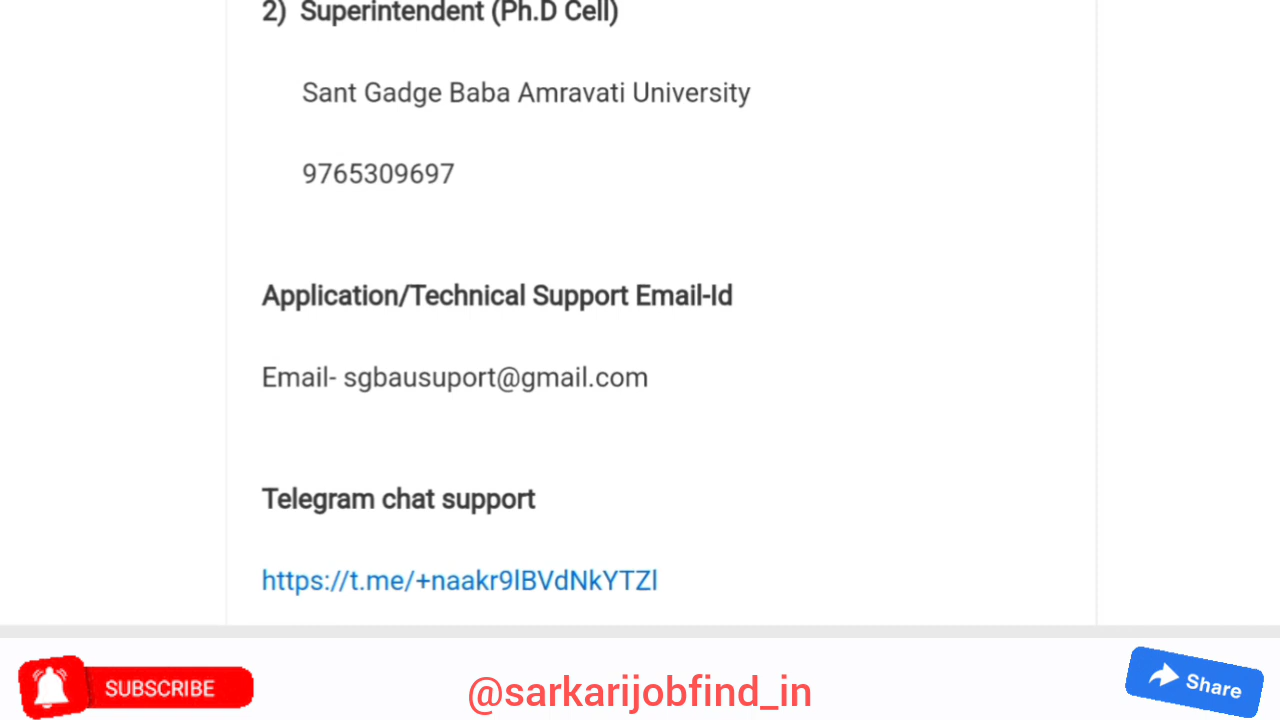 2) Superintendent (Ph.D Cell)
Sant Gadge Baba Amravati University
9765309697
Application/Technical Support Email-Id
Email- sgbausuport@gmail.com
Telegram chat support
https://t.me/+naakr9lBVdNkYTZl
SUBSCRIBE
@sarkarijobfind_in
Share